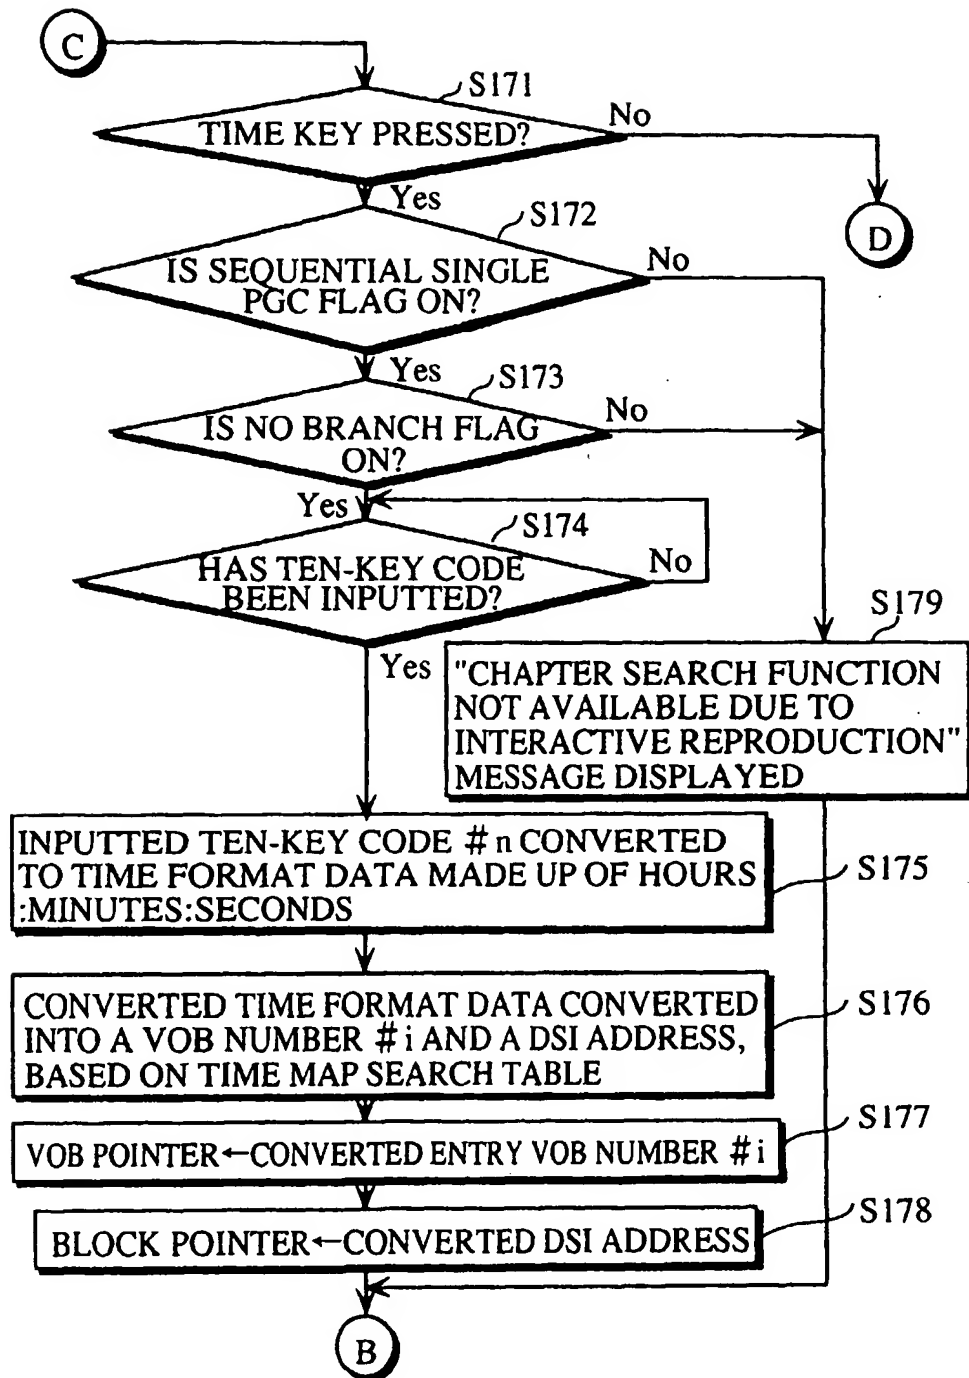 C
S171
TIME KEY PRESSED?
No
Yes
D
S172
IS SEQUENTIAL SINGLE
PGC FLAG ON?
No
Yes
S173
IS NO BRANCH FLAG
ON?
No
Yes
S174
HAS TEN-KEY CODE
BEEN INPUTTED?
No
Yes
S179
"CHAPTER SEARCH FUNCTION
NOT AVAILABLE DUE TO
INTERACTIVE REPRODUCTION"
MESSAGE DISPLAYED
INPUTTED TEN-KEY CODE #n CONVERTED
TO TIME FORMAT DATA MADE UP OF HOURS
:MINUTES:SECONDS
S175
CONVERTED TIME FORMAT DATA CONVERTED
INTO A VOB NUMBER #i AND A DSI ADDRESS,
BASED ON TIME MAP SEARCH TABLE
S176
VOB POINTER←CONVERTED ENTRY VOB NUMBER #i
S177
BLOCK POINTER←CONVERTED DSI ADDRESS
S178
B